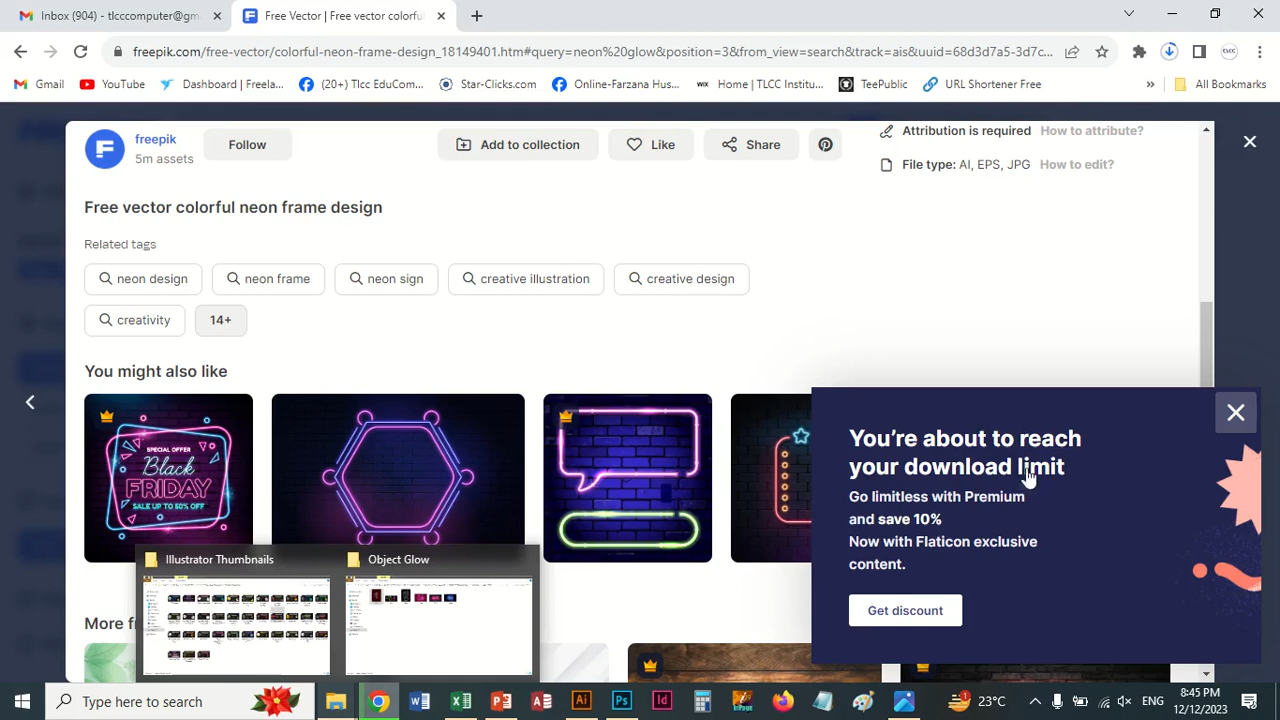 Inbox (904) - tlcccomputer@gm
Free Vector | Free vector colorful
freepik.com/free-vector/colorful-neon-frame-design_18149401.htm#query=neon%20glow&position=3&from_view=search&track=ais&uuid=68d3d7a5-3d7c...
Gmail
YouTube
Dashboard | Freela...
(20+) Tlcc EduCom...
Star-Clicks.com
Online-Farzana Hus...
WIX Home | TLCC Institu...
TeePublic
URL Shortener Free
»
All Bookmarks
freepik
5m assets
Follow
Add to collection
Like
Share
Attribution is required How to attribute?
File type: AI, EPS, JPG How to edit?
Free vector colorful neon frame design
Related tags
neon design
neon frame
neon sign
creative illustration
creative design
creativity
14+
You might also like
SPECIAL OFFER
Black
FRIDAY
SALE UP TO 50% OFF
You're about to reach
your download limit
Go limitless with Premium
and save 10%
Now with Flaticon exclusive
content.
Get discount
Illustrator Thumbnails
Object Glow
More fr
Type here to search
23°C
ENG
8:45 PM
12/12/2023